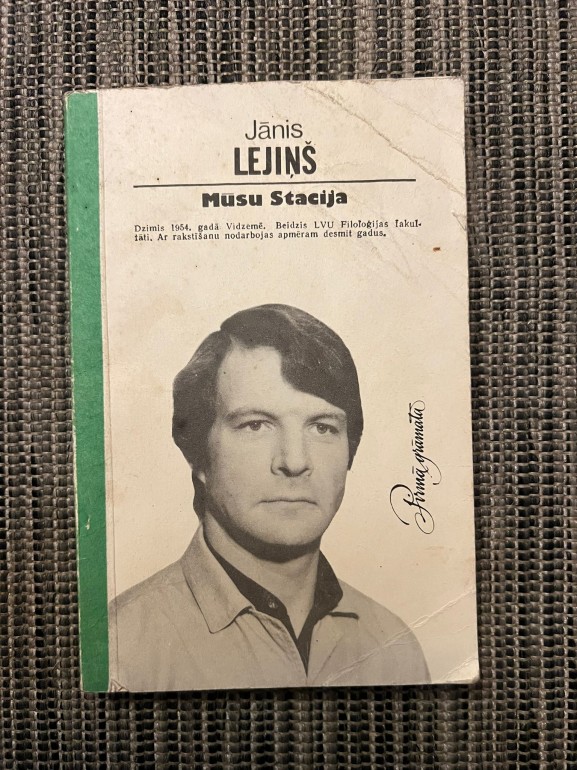 Jānis
LEJIŅŠ
Mūsu Stacija
Dzimis 1954. gadā Vidzemē. Beidzis LVU Filoloģijas fakul-
tāti. Ar rakstīšanu nodarbojas apmēram desmit gadus.
Pirmā grāmata